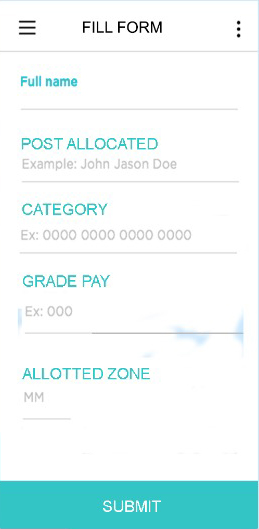 FILL FORM
Full name
POST ALLOCATED
Example: John Jason Doe
CATEGORY
Ex: 0000 0000 0000 0000
GRADE PAY
Ex: 000
ALLOTTED ZONE
MM
SUBMIT